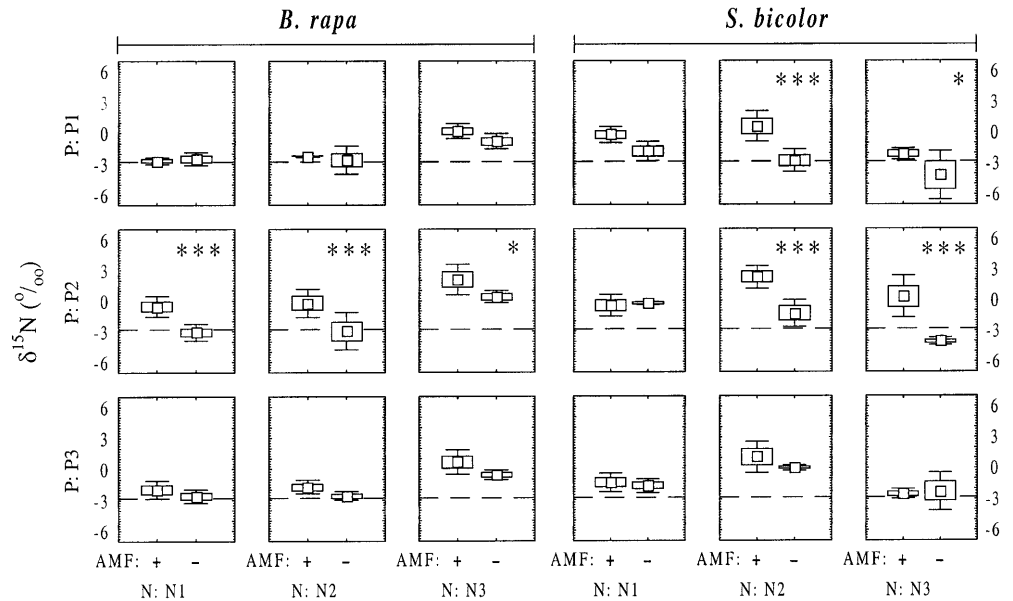 B. rapa S. bicolor
6 *** * 6
3 3
P: P1 0 0
-3 -3
-6 -6
6 *** *** * *** *** 6
3 3
δ¹⁵N (⁰/₀₀) P: P2 0 0
-3 -3
-6 -6
6 6
3 3
P: P3 0 0
-3 -3
-6 -6
AMF: + - AMF: + - AMF: + - AMF: + - AMF: + - AMF: + -
N: N1 N: N2 N: N3 N: N1 N: N2 N: N3